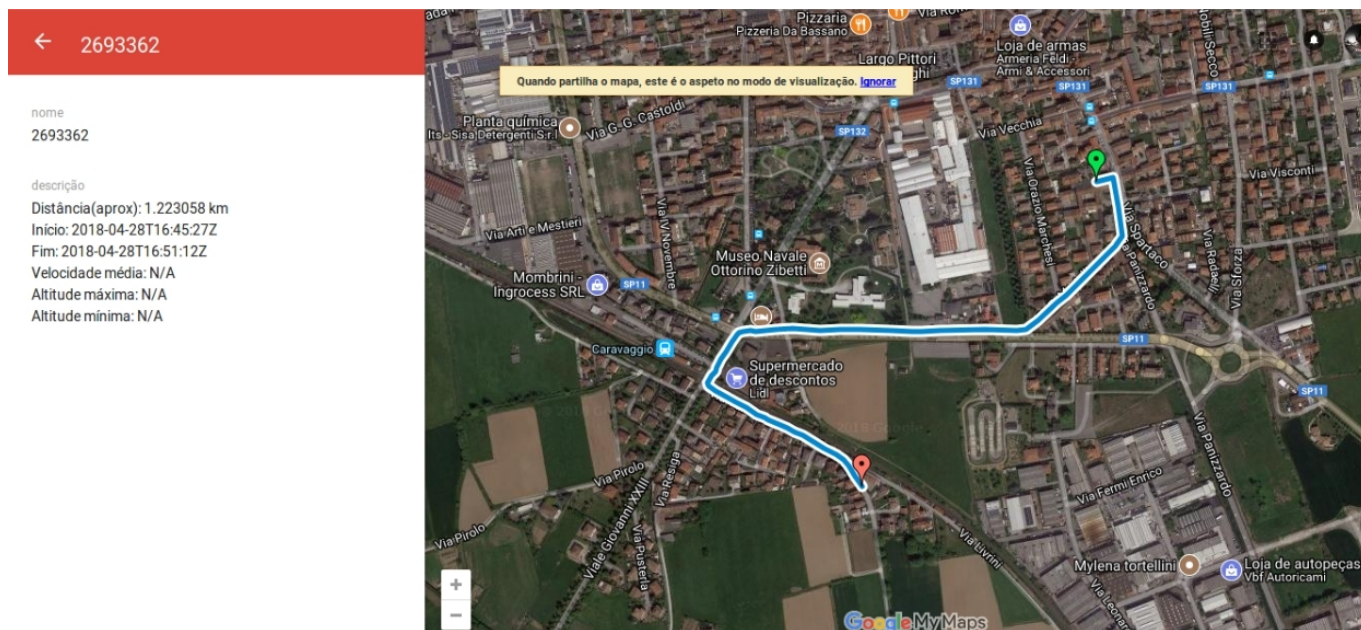 2693362
nome
2693362
descrição
Distância(aprox): 1.223058 km
Início: 2018-04-28T16:45:27Z
Fim: 2018-04-28T16:51:12Z
Velocidade média: N/A
Altitude máxima: N/A
Altitude mínima: N/A
Pizzaria
Pizzeria Da Bassano
Loja de armas
Armeria Feldi -
Armi & Accessori
Largo Pittori
Nobili Secco
Quando partilha o mapa, este é o aspeto no modo de visualização. Ignorar
SP131
SP131
SP131
Planta química
Its - Sisa Detergenti S.r.l
Via G. G. Castoldi
SP132
Via Vecchia
Via Visconti
Via Orazio Marchesi
Via IV Novembre
Via Arti e Mestieri
Via Spartaco
Via Panizzardo
Via Radaelli
Via Sforza
Museo Navale
Ottorino Zibetti
Mombrini -
Ingrocess SRL
SP11
SP11
SP11
Caravaggio
Supermercado
de descontos
Lidl
Via Panizzardo
Via Pirolo
Via Resiga
Viale Giovanni XXIII
Via Pirolo
Via Pusteria
Via Fermi Enrico
Via Livrini
Mylena tortellini
Loja de autopeças
Vbf Autoricami
Via Leonar
+
−
Google My Maps